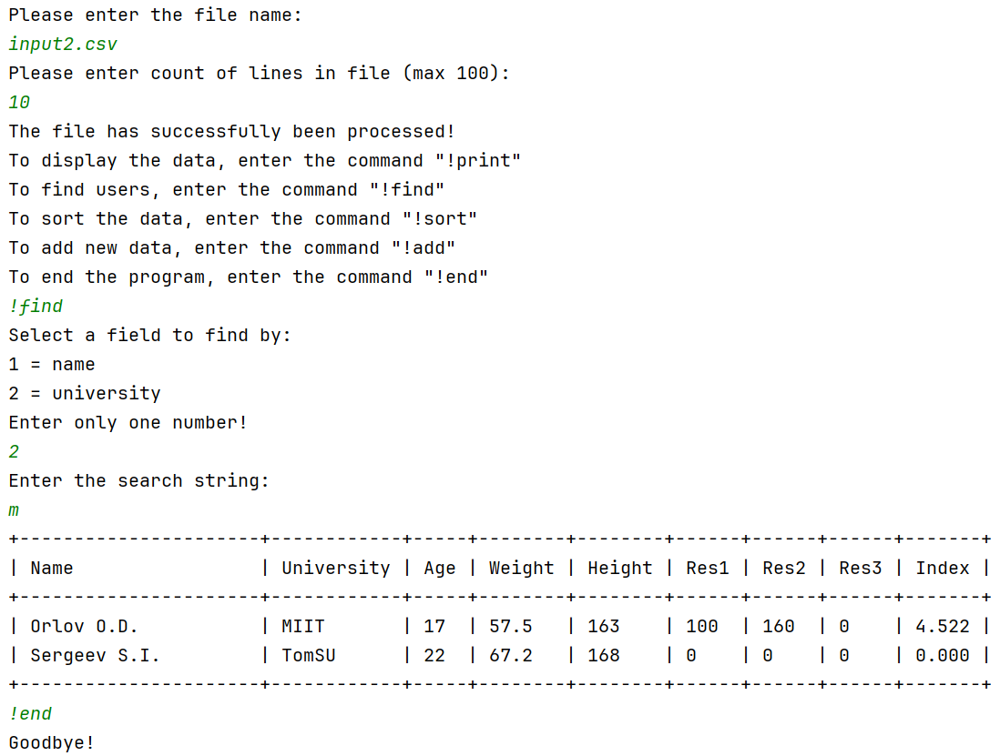 Please enter the file name:
input2.csv
Please enter count of lines in file (max 100):
10
The file has successfully been processed!
To display the data, enter the command "!print"
To find users, enter the command "!find"
To sort the data, enter the command "!sort"
To add new data, enter the command "!add"
To end the program, enter the command "!end"
!find
Select a field to find by:
1 = name
2 = university
Enter only one number!
2
Enter the search string:
m
+----------------------+------------+-----+--------+--------+------+------+------+-------+
| Name                 | University | Age | Weight | Height | Res1 | Res2 | Res3 | Index |
+----------------------+------------+-----+--------+--------+------+------+------+-------+
| Orlov O.D.           | MIIT       | 17  | 57.5   | 163    | 100  | 160  | 0    | 4.522 |
| Sergeev S.I.         | TomSU      | 22  | 67.2   | 168    | 0    | 0    | 0    | 0.000 |
+----------------------+------------+-----+--------+--------+------+------+------+-------+
!end
Goodbye!